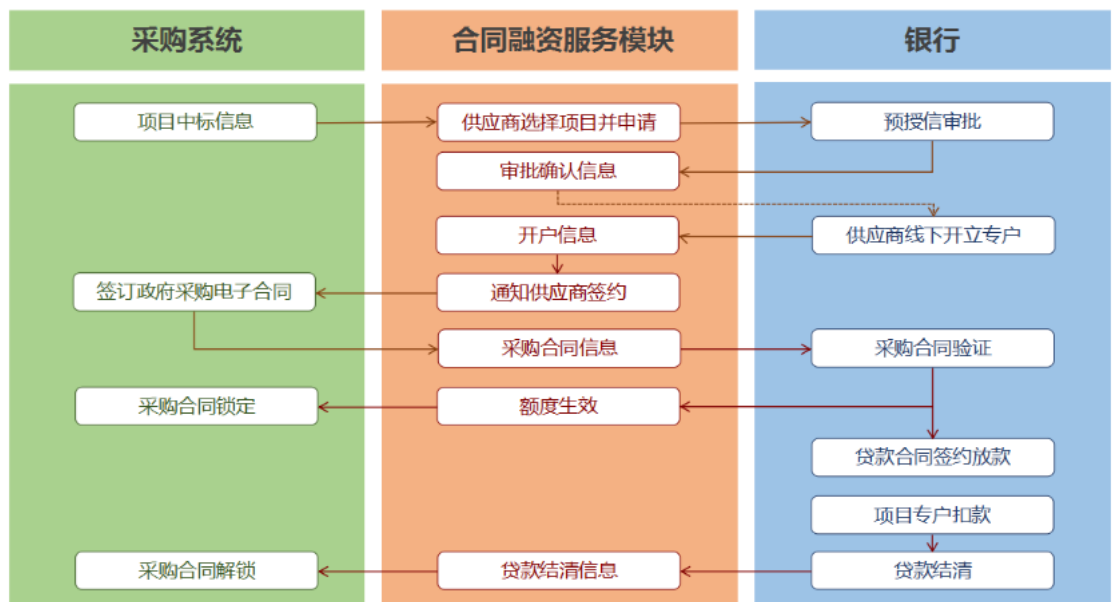 采购系统
合同融资服务模块
银行
项目中标信息
供应商选择项目并申请
预授信审批
审批确认信息
开户信息
供应商线下开立专户
签订政府采购电子合同
通知供应商签约
采购合同信息
采购合同验证
采购合同锁定
额度生效
贷款合同签约放款
项目专户扣款
采购合同解锁
贷款结清信息
贷款结清